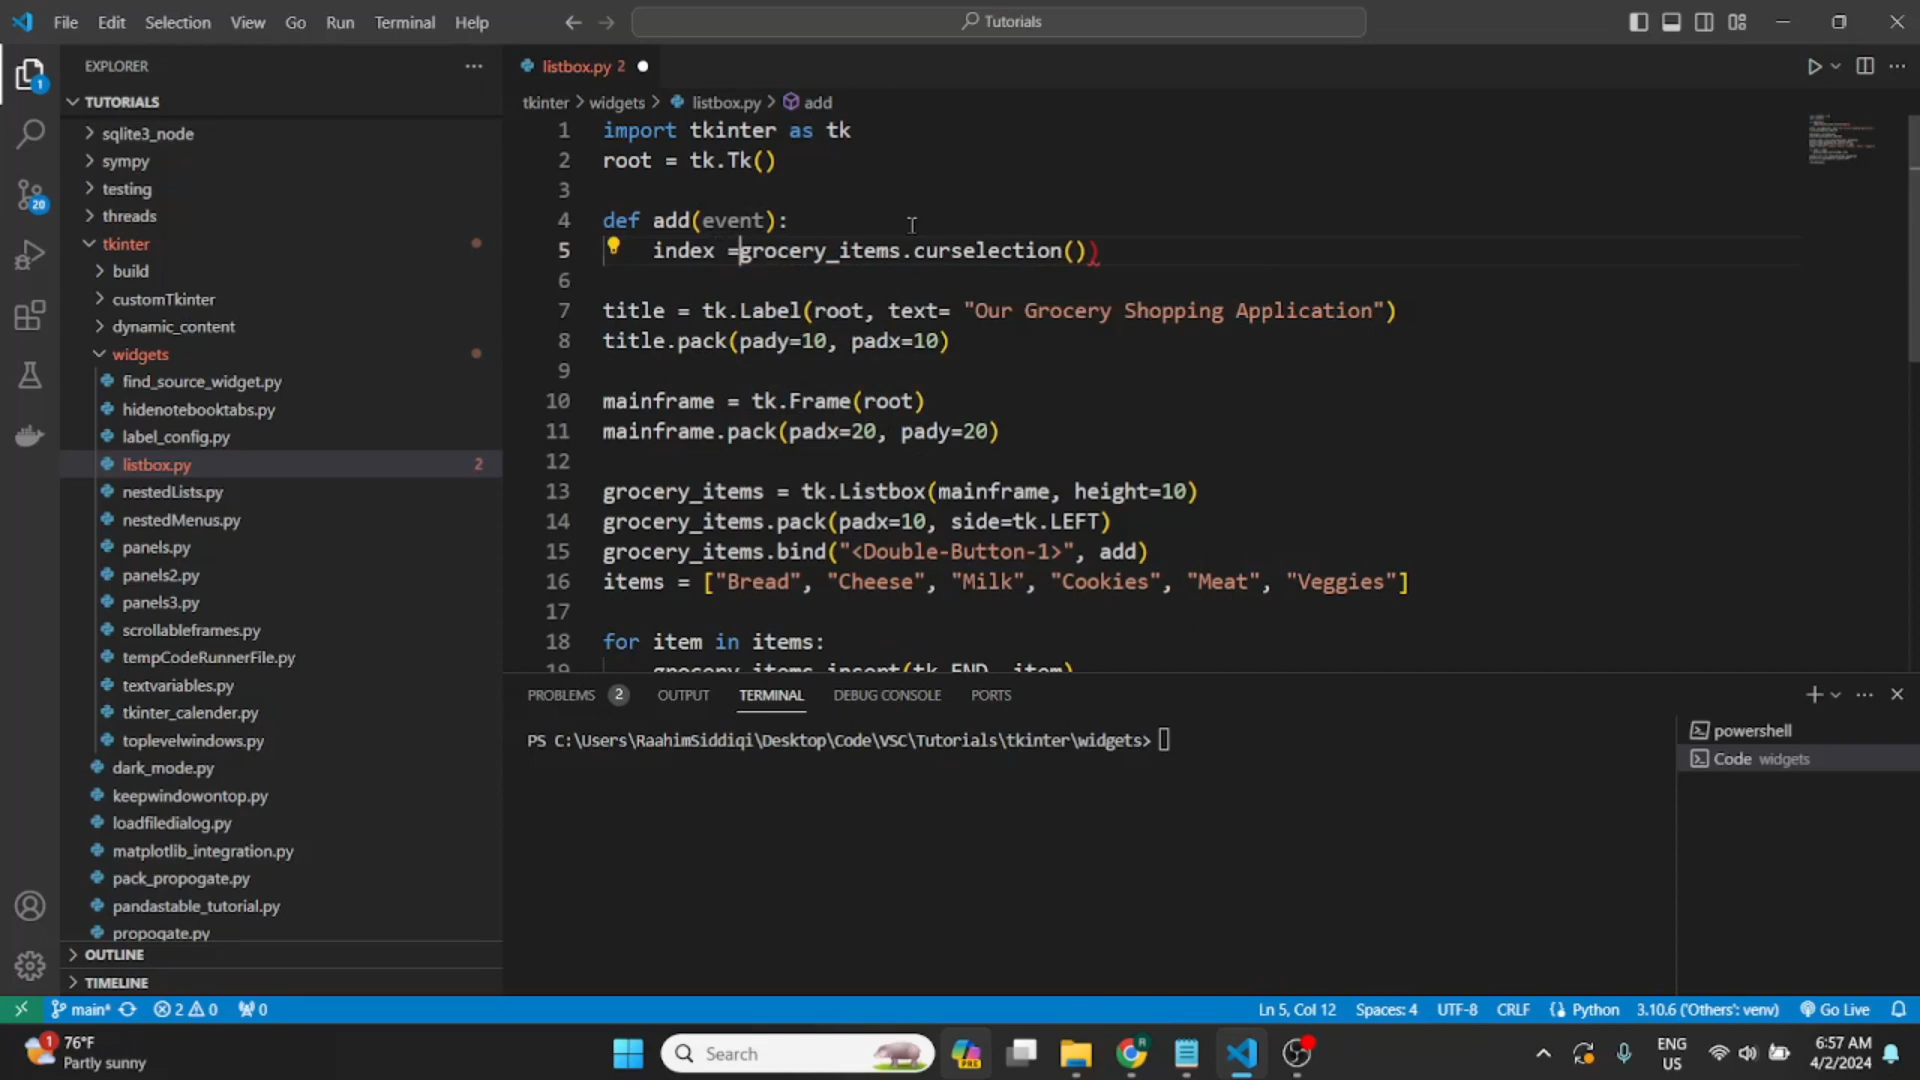 File Edit Selection View Go Run Terminal Help
Tutorials
EXPLORER
TUTORIALS
sqlite3_node
sympy
testing
threads
tkinter
build
customTkinter
dynamic_content
widgets
find_source_widget.py
hidenotebooktabs.py
label_config.py
listbox.py 2
nestedLists.py
nestedMenus.py
panels.py
panels2.py
panels3.py
scrollableframes.py
tempCodeRunnerFile.py
textvariables.py
tkinter_calender.py
toplevelwindows.py
dark_mode.py
keepwindowontop.py
loadfiledialog.py
matplotlib_integration.py
pack_propogate.py
pandastable_tutorial.py
propogate.py
OUTLINE
TIMELINE
1
20
listbox.py 2
tkinter > widgets > listbox.py > add
1 import tkinter as tk
2 root = tk.Tk()
3
4 def add(event):
5 index =grocery_items.curselection())
6
7 title = tk.Label(root, text= "Our Grocery Shopping Application")
8 title.pack(pady=10, padx=10)
9
10 mainframe = tk.Frame(root)
11 mainframe.pack(padx=20, pady=20)
12
13 grocery_items = tk.Listbox(mainframe, height=10)
14 grocery_items.pack(padx=10, side=tk.LEFT)
15 grocery_items.bind("<Double-Button-1>", add)
16 items = ["Bread", "Cheese", "Milk", "Cookies", "Meat", "Veggies"]
17
18 for item in items:
19 grocery_items.insert(tk.END, item)
PROBLEMS 2 OUTPUT TERMINAL DEBUG CONSOLE PORTS
PS C:\Users\RaahimSiddiqi\Desktop\Code\VSC\Tutorials\tkinter\widgets>
powershell
Code widgets
main* 2 0 0 Ln 5, Col 12 Spaces: 4 UTF-8 CRLF Python 3.10.6 ('Others': venv) Go Live
1
76°F
Partly sunny
Search
PRE
ENG
US
6:57 AM
4/2/2024